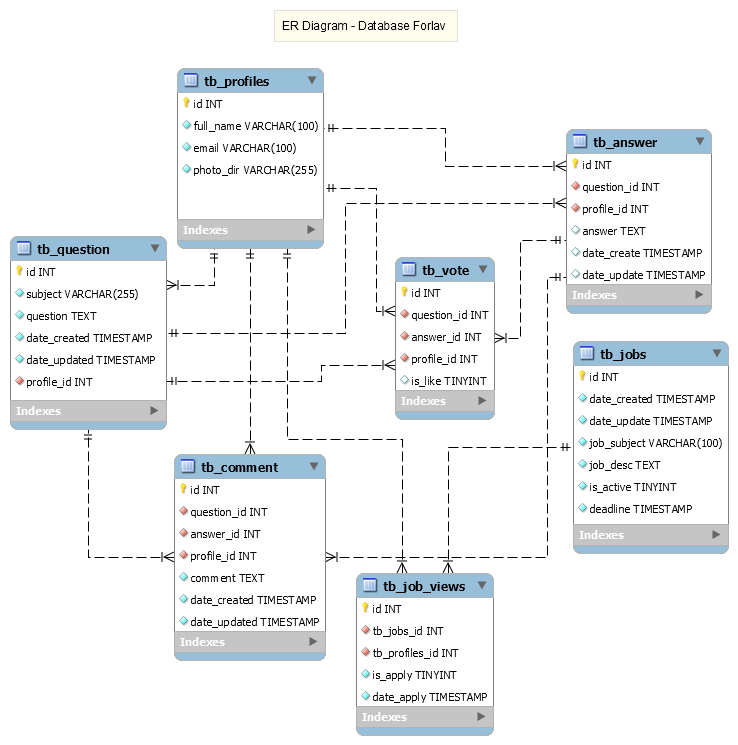 ER Diagram - Database Forlav
tb_profiles
id INT
full_name VARCHAR(100)
email VARCHAR(100)
photo_dir VARCHAR(255)
Indexes
tb_answer
id INT
question_id INT
profile_id INT
answer TEXT
date_create TIMESTAMP
date_update TIMESTAMP
Indexes
tb_question
id INT
subject VARCHAR(255)
question TEXT
date_created TIMESTAMP
date_updated TIMESTAMP
profile_id INT
Indexes
tb_vote
id INT
question_id INT
answer_id INT
profile_id INT
is_like TINYINT
Indexes
tb_jobs
id INT
date_created TIMESTAMP
date_update TIMESTAMP
job_subject VARCHAR(100)
job_desc TEXT
is_active TINYINT
deadline TIMESTAMP
Indexes
tb_comment
id INT
question_id INT
answer_id INT
profile_id INT
comment TEXT
date_created TIMESTAMP
date_updated TIMESTAMP
Indexes
tb_job_views
id INT
tb_jobs_id INT
tb_profiles_id INT
is_apply TINYINT
date_apply TIMESTAMP
Indexes